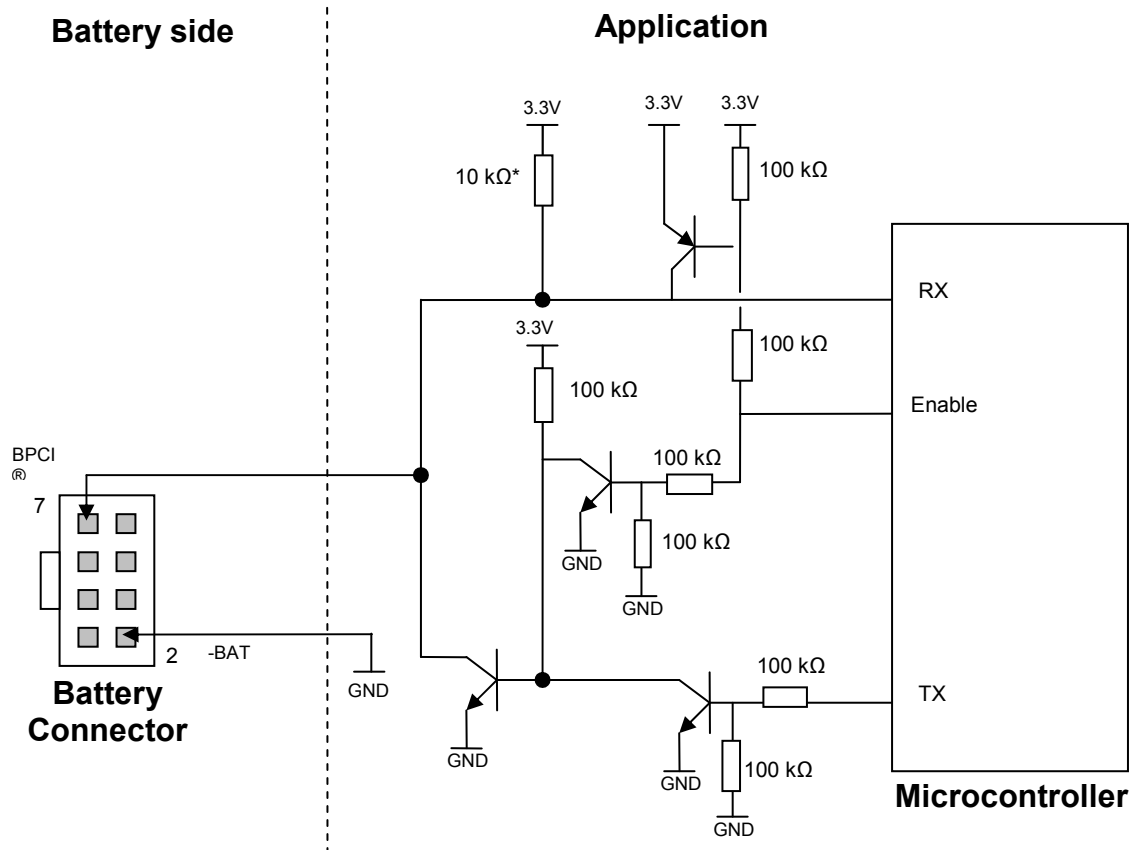 Battery side
Application
3.3V
3.3V
3.3V
10 kΩ*
100 kΩ
RX
3.3V
100 kΩ
100 kΩ
Enable
BPCI
®
100 kΩ
7
100 kΩ
GND
GND
2
-BAT
GND
100 kΩ
TX
Battery
Connector
GND
GND
100 kΩ
Microcontroller
GND